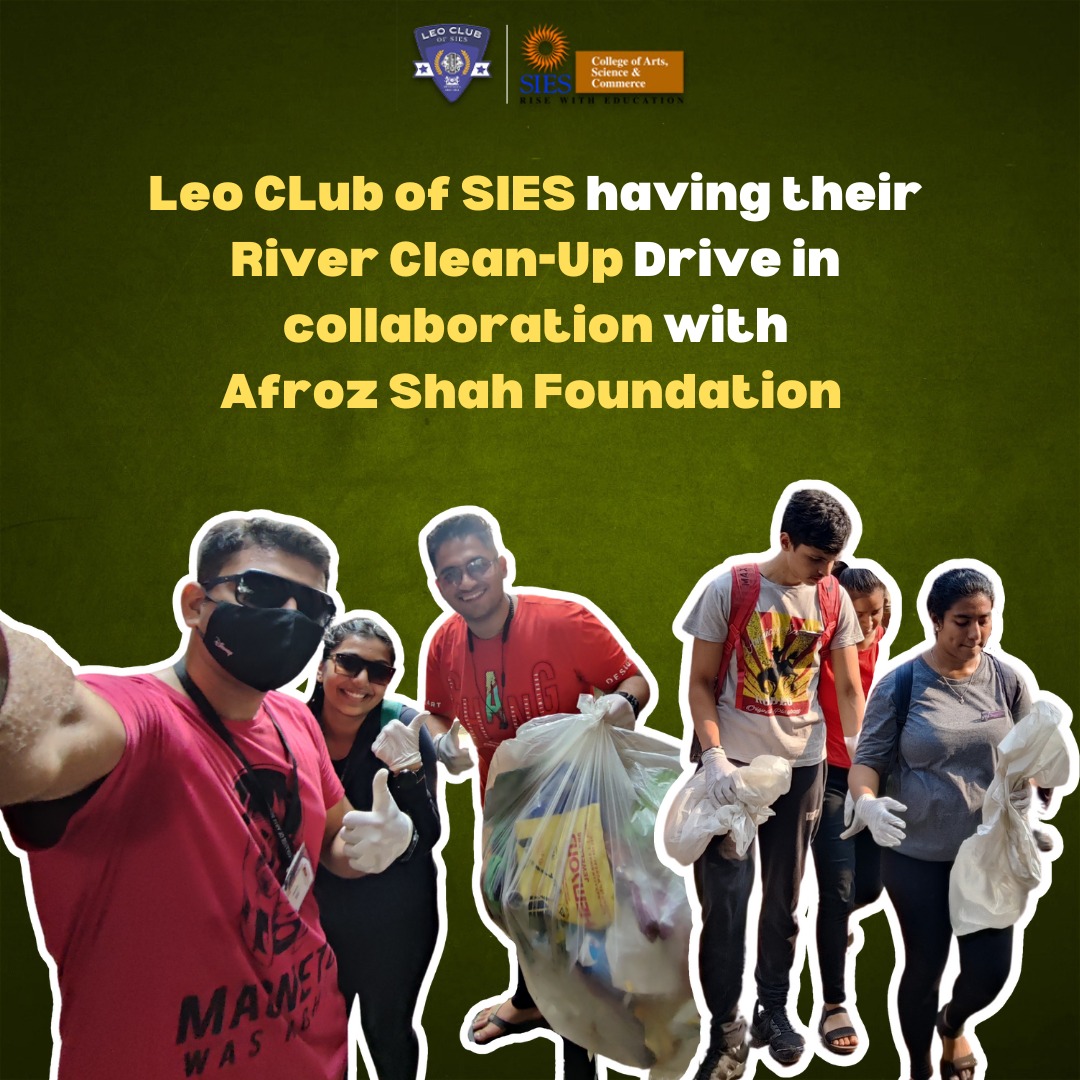 LEO CLUB
OF SIES
SIES
College of Arts,
Science &
Commerce
RISE WITH EDUCATION
Leo CLub of SIES having their
River Clean-Up Drive in
collaboration with
Afroz Shah Foundation
Disney
MAGNETO
WAS